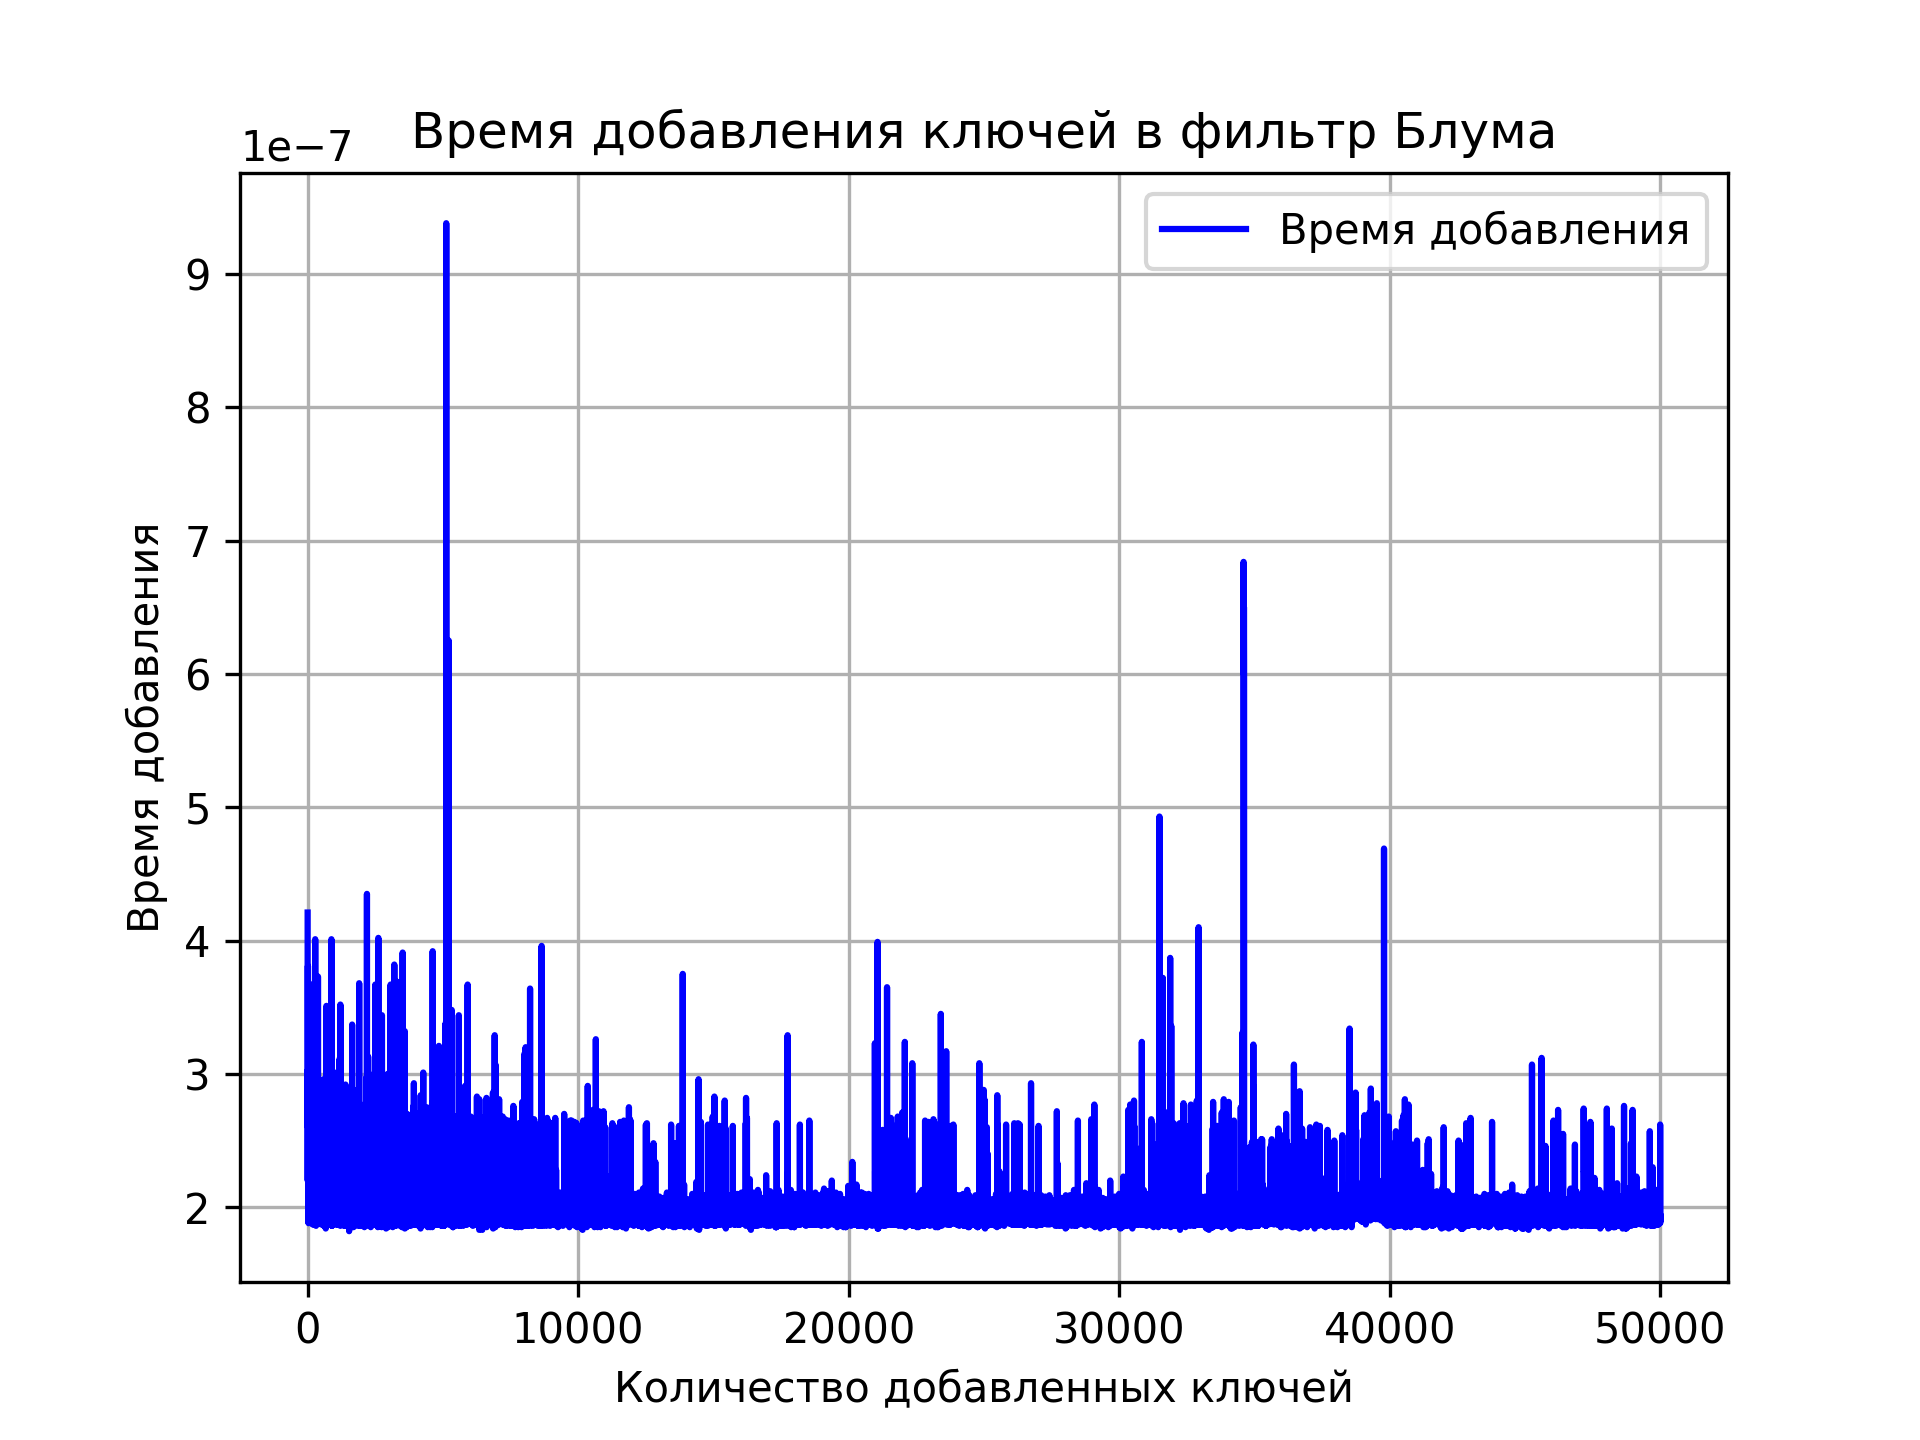 Время добавления ключей в фильтр Блума
1e−7
Время добавления
9
8
7
6
5
4
3
2
Время добавления
0 10000 20000 30000 40000 50000
Количество добавленных ключей